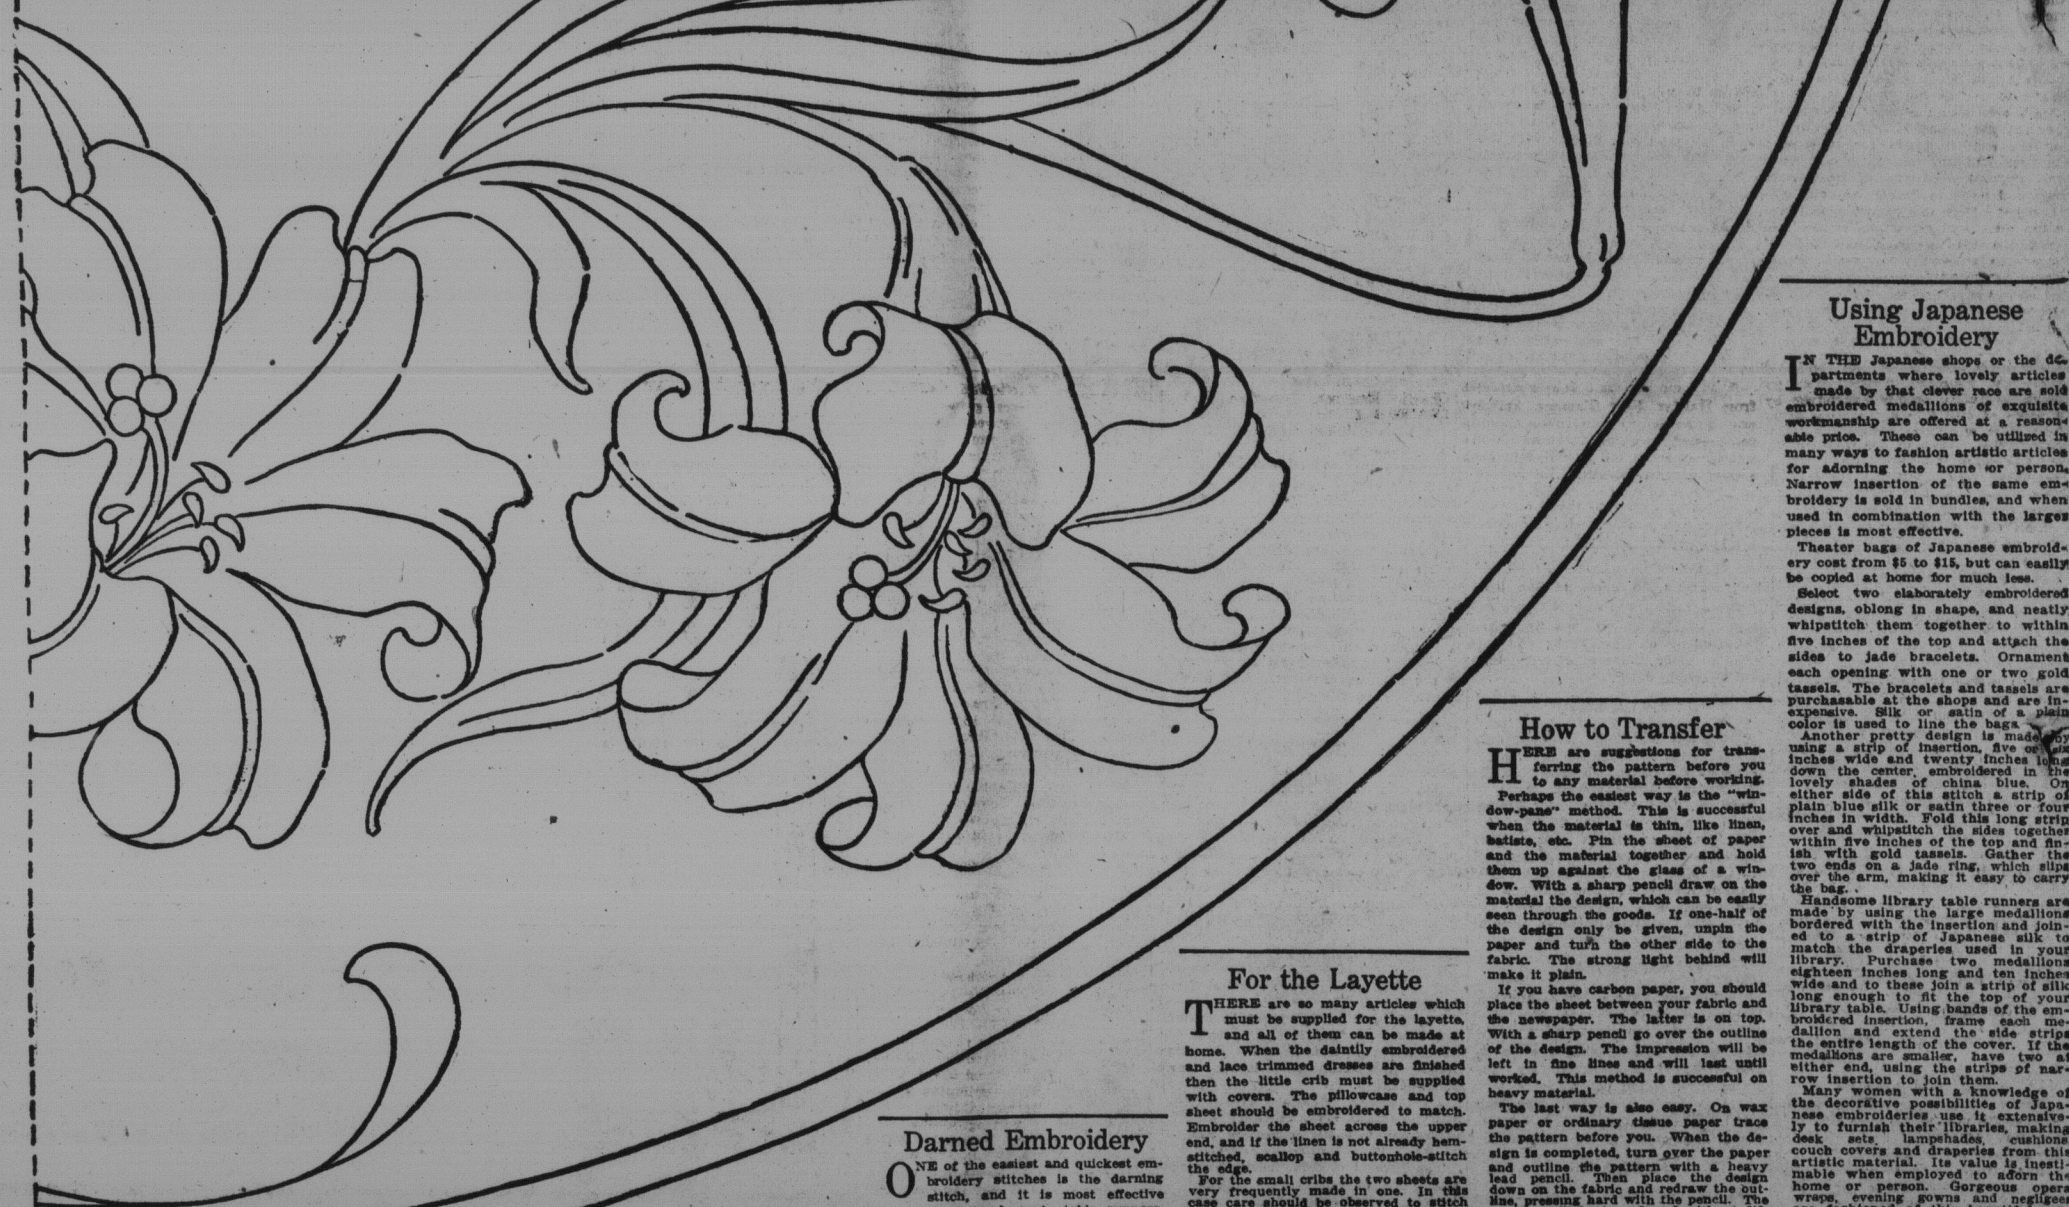 Darned Embroidery
ONE of the easiest and quickest em-
broidery stitches is the darning
stitch, and it is most effective
For the Layette
THERE are so many articles which
must be supplied for the layette,
and all of them can be made at
home. When the daintily embroidered
and lace trimmed dresses are finished
then the little crib must be supplied
with covers. The pillowcase and top
sheet should be embroidered to match.
Embroider the sheet across the upper
end, and if the linen is not already hem-
stitched, scallop and buttonhole-stitch
the edge.
For the small cribs the two sheets are
very frequently made in one. In this
case care should be observed to stitch
How to Transfer
HERE are suggestions for trans-
ferring the pattern before you
to any material before working.
Perhaps the easiest way is the "win-
dow-pane" method. This is successful
when the material is thin, like linen,
batiste, etc. Pin the sheet of paper
and the material together and hold
them up against the glass of a win-
dow. With a sharp pencil draw on the
material the design, which can be easily
seen through the goods. If one-half of
the design only be given, unpin the
paper and turn the other side to the
fabric. The strong light behind will
make it plain.
If you have carbon paper, you should
place the sheet between your fabric and
the newspaper. The latter is on top.
With a sharp pencil go over the outline
of the design. The impression will be
left in fine lines and will last until
worked. This method is successful on
heavy material.
The last way is also easy. On wax
paper or ordinary tissue paper trace
the pattern before you. When the de-
sign is completed, turn over the paper
and outline the pattern with a heavy
lead pencil. Then place the design
down on the fabric and redraw the out-
line, pressing hard with the pencil. The
Using Japanese
Embroidery
IN THE Japanese shops or the de-
partments where lovely articles
made by that clever race are sold
embroidered medallions of exquisite
workmanship are offered at a reason-
able price. These can be utilized in
many ways to fashion artistic articles
for adorning the home or person.
Narrow insertion of the same em-
broidery is sold in bundles, and when
used in combination with the larger
pieces is most effective.
Theater bags of Japanese embroid-
ery cost from $5 to $15, but can easily
be copied at home for much less.
Select two elaborately embroidered
designs, oblong in shape, and neatly
whipstitch them together to within
five inches of the top and attach the
sides to jade bracelets. Ornament
each opening with one or two gold
tassels. The bracelets and tassels are
purchasable at the shops and are in-
expensive. Silk or satin of a plain
color is used to line the bags.
Another pretty design is made by
using a strip of insertion, five or six
inches wide and twenty inches long
down the center, embroidered in the
lovely shades of china blue. On
either side of this stitch a strip of
plain blue silk or satin three or four
inches in width. Fold this long strip
over and whipstitch the sides together
within five inches of the top and fin-
ish with gold tassels. Gather the
two ends on a jade ring, which slips
over the arm, making it easy to carry
the bag.
Handsome library table runners are
made by using the large medallions
bordered with the insertion and join-
ed to a strip of Japanese silk to
match the draperies used in your
library. Purchase two medallions
eighteen inches long and ten inches
wide and to these join a strip of silk
long enough to fit the top of your
library table. Using bands of the em-
broidered insertion, frame each me-
dallion and extend the side strips
the entire length of the cover. If the
medallions are smaller, have two at
either end, using the strips of nar-
row insertion to join them.
Many women with a knowledge of
the decorative possibilities of Japa-
nese embroideries use it extensive-
ly to furnish their libraries, making
desk sets, lampshades, cushions
couch covers and draperies from this
artistic material. Its value is inesti-
mable when employed to adorn the
home or person. Gorgeous opera
wraps, evening gowns and negligees